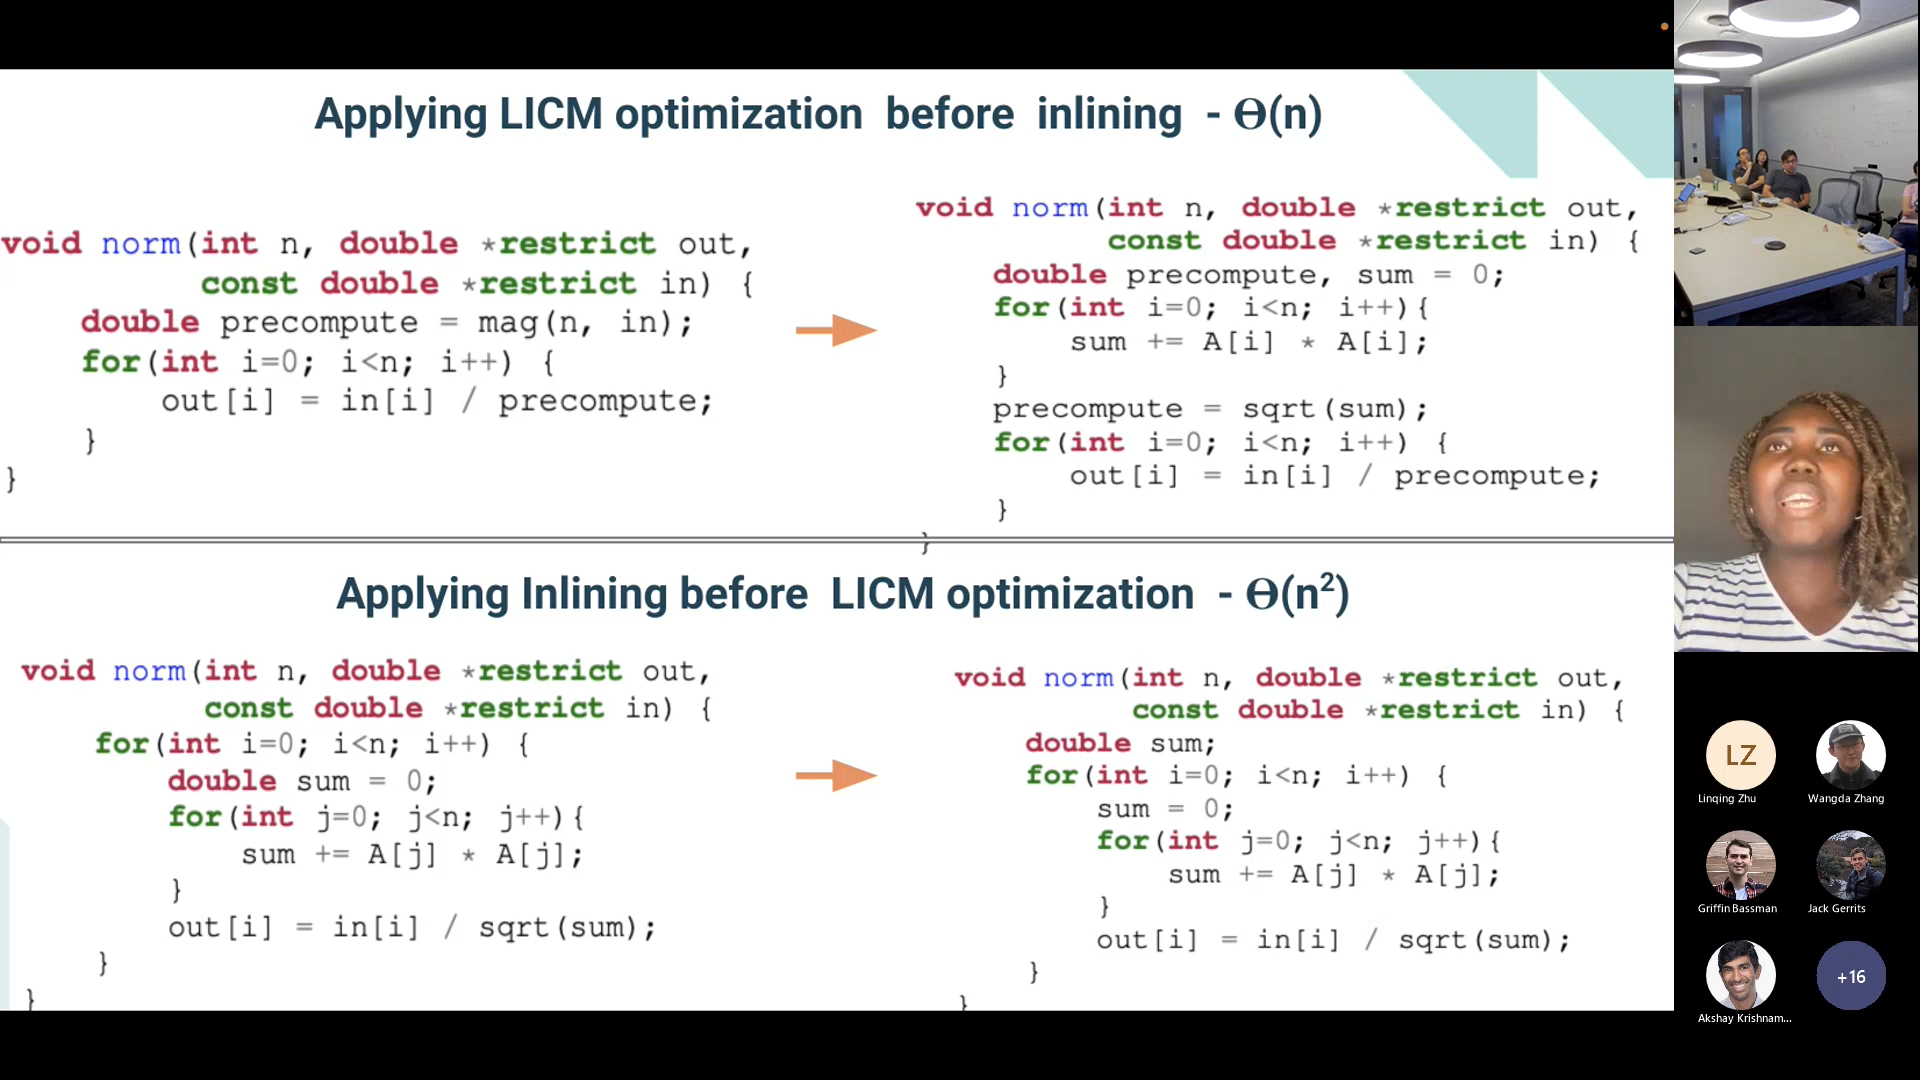 Applying LICM optimization before inlining - Θ(n)
void norm(int n, double *restrict out,
const double *restrict in) {
double precompute = mag(n, in);
for(int i=0; i<n; i++) {
out[i] = in[i] / precompute;
}
}
void norm(int n, double *restrict out,
const double *restrict in) {
double precompute, sum = 0;
for(int i=0; i<n; i++){
sum += A[i] * A[i];
}
precompute = sqrt(sum);
for(int i=0; i<n; i++) {
out[i] = in[i] / precompute;
}
}
Applying Inlining before LICM optimization - Θ(n²)
void norm(int n, double *restrict out,
const double *restrict in) {
for(int i=0; i<n; i++) {
double sum = 0;
for(int j=0; j<n; j++){
sum += A[j] * A[j];
}
out[i] = in[i] / sqrt(sum);
}
}
void norm(int n, double *restrict out,
const double *restrict in) {
double sum;
for(int i=0; i<n; i++) {
sum = 0;
for(int j=0; j<n; j++){
sum += A[j] * A[j];
}
out[i] = in[i] / sqrt(sum);
}
}
LZ
Linqing Zhu
Wangda Zhang
Griffin Bassman
Jack Gerrits
Akshay Krishnam...
+16